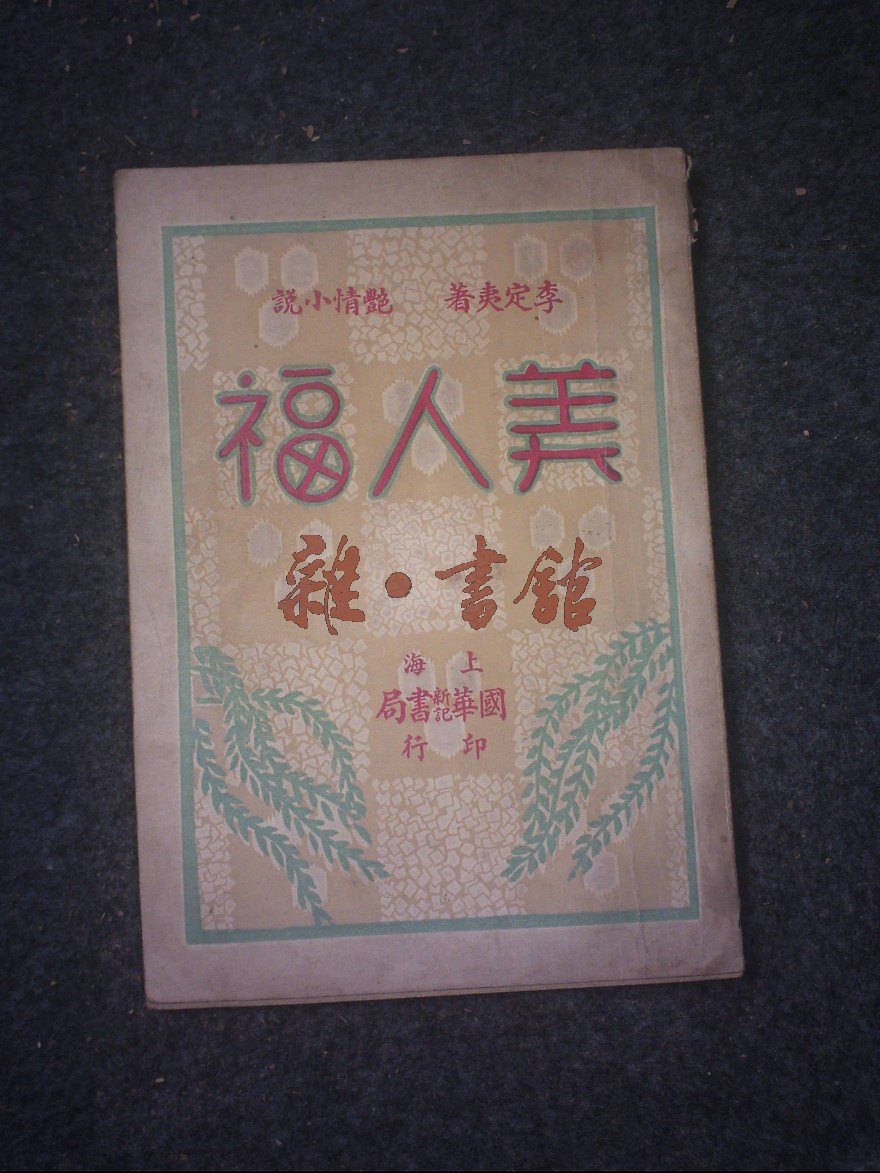 李定夷著 艷情小説
美人福
雜·書館
上海
國華新記書局
印行